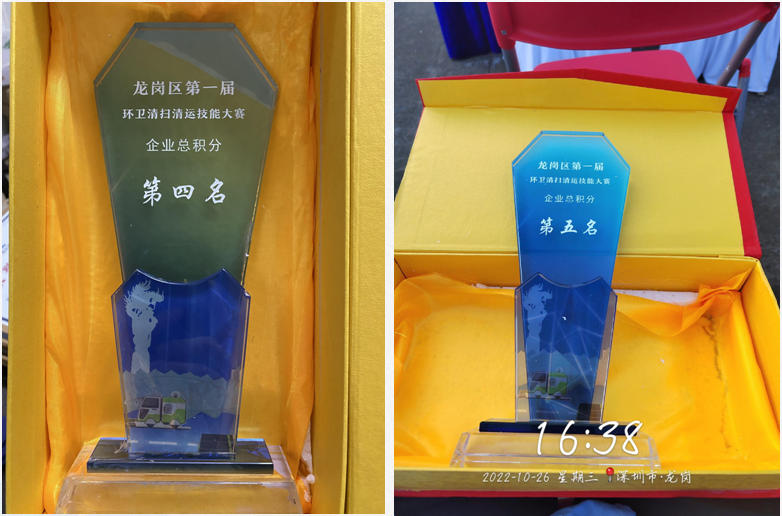 龙岗区第一届
环卫清扫清运技能大赛
企业总积分
第四名
龙岗区第一届
环卫清扫清运技能大赛
企业总积分
第五名
16:38
2022-10-26 星期三 深圳市·龙岗